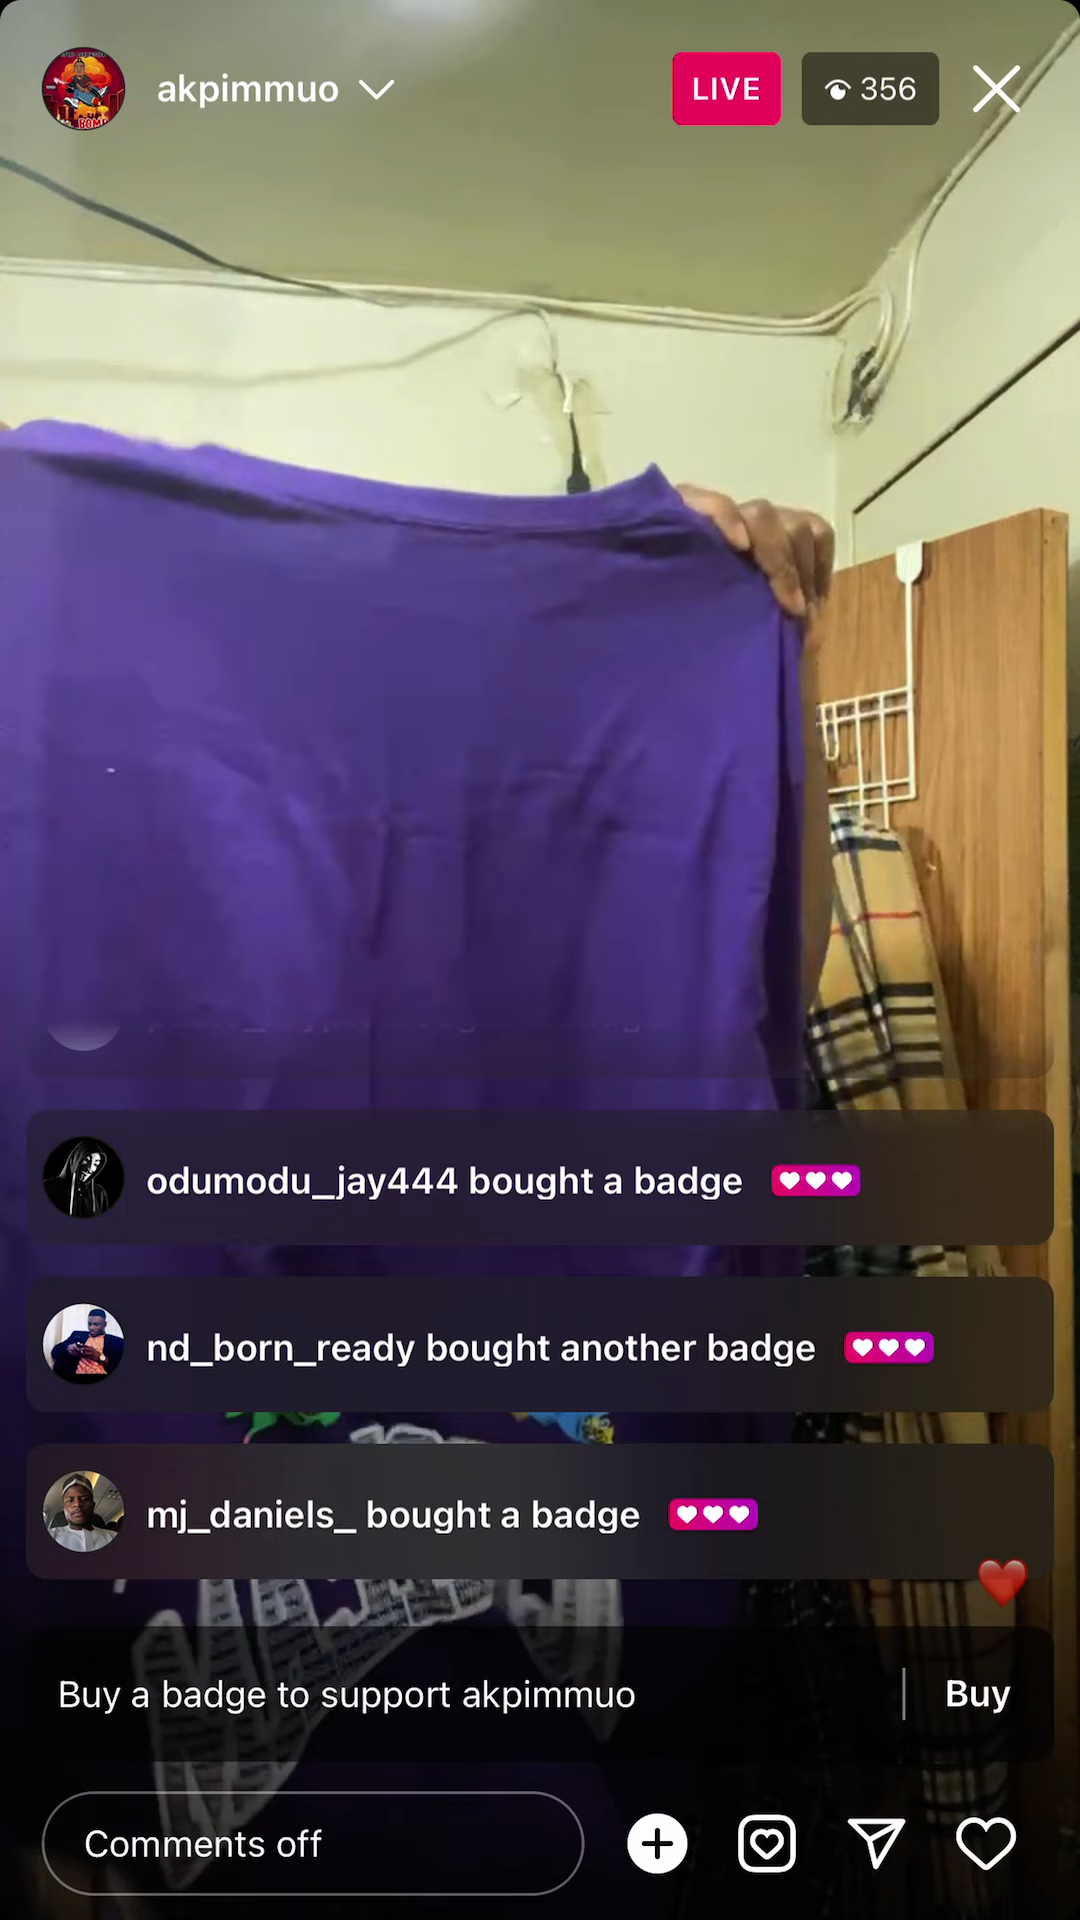 akpimmuo
LIVE
356
odumodu_jay444 bought a badge
nd_born_ready bought another badge
mj_daniels_ bought a badge
Buy a badge to support akpimmuo
Buy
Comments off